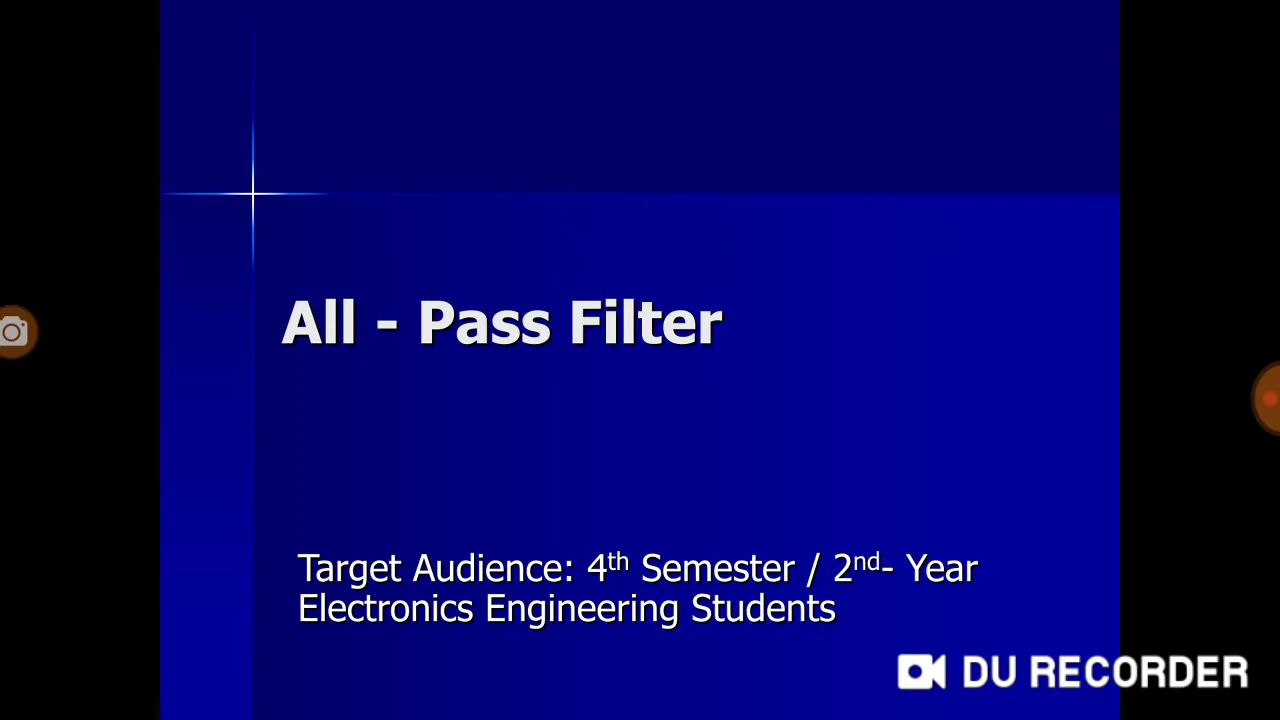 All - Pass Filter
Target Audience: 4th Semester / 2nd- Year
Electronics Engineering Students
DU RECORDER